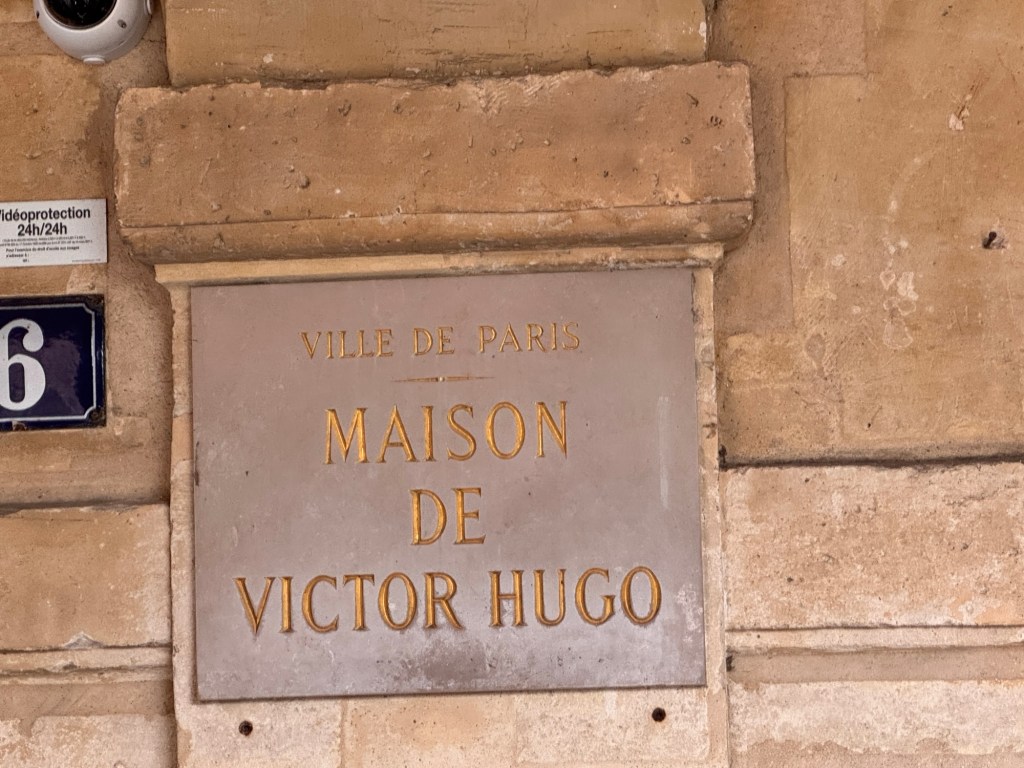 Vidéoprotection
24h/24h
6
VILLE DE PARIS
MAISON
DE
VICTOR HUGO